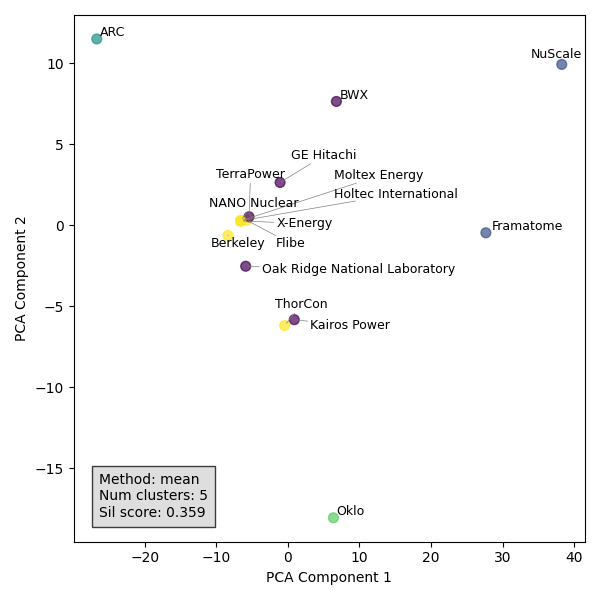 ARC
NuScale
BWX
GE Hitachi
TerraPower
Moltex Energy
Holtec International
NANO Nuclear
X-Energy
Framatome
Berkeley
Flibe
Oak Ridge National Laboratory
ThorCon
Kairos Power
Oklo
Method: mean
Num clusters: 5
Sil score: 0.359
10
5
0
−5
−10
−15
PCA Component 2
−20
−10
0
10
20
30
40
PCA Component 1